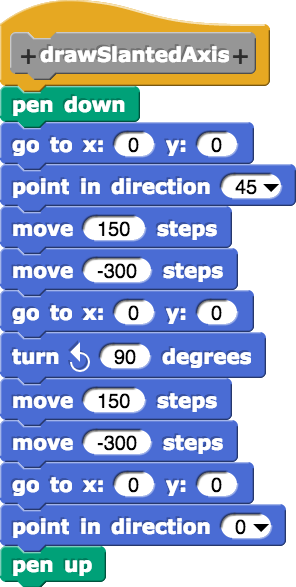 +drawSlantedAxis+
pen down
go to x: 0 y: 0
point in direction 45
move 150 steps
move -300 steps
go to x: 0 y: 0
turn 90 degrees
move 150 steps
move -300 steps
go to x: 0 y: 0
point in direction 0
pen up